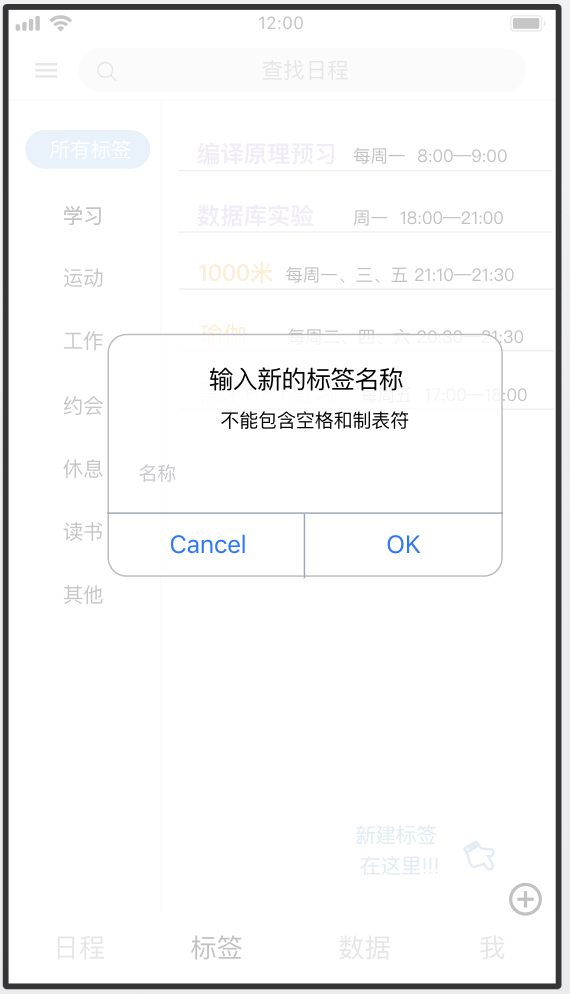 12:00
查找日程
所有标签
编译原理预习 每周一 8:00—9:00
学习
数据库实验 周一 18:00—21:00
运动
1000米 每周一、三、五 21:10—21:30
工作
瑜伽 每周二、四、六 20:30—21:30
输入新的标签名称
每周五 17:00—18:00
约会
不能包含空格和制表符
休息
名称
读书
Cancel OK
其他
新建标签
在这里!!!
日程 标签 数据 我